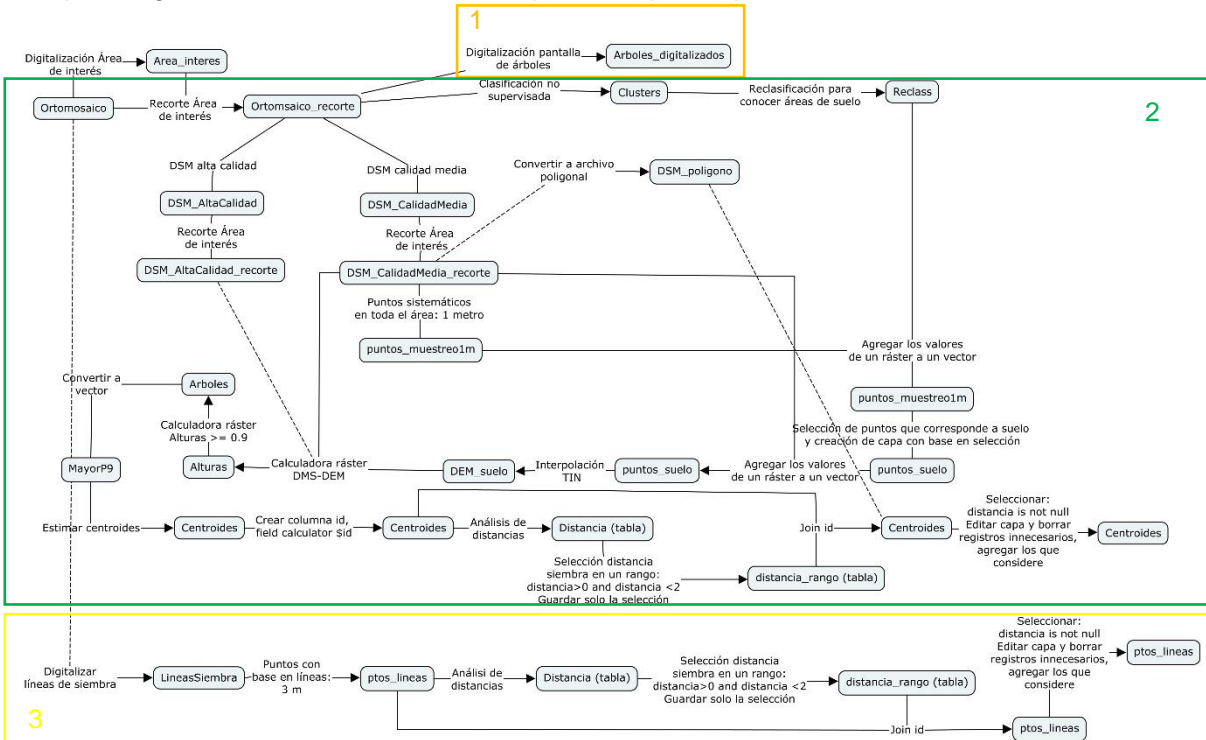 1
Digitalización pantalla
de árboles
Arboles_digitalizados
Digitalización Área
de interés
Area_interes
Clasificación no
supervisada
Clusters
Reclasificación para
conocer áreas de suelo
Reclass
2
Ortomosaico
Recorte Área
de interés
Ortomsaico_recorte
DSM alta calidad
DSM calidad media
Convertir a archivo
poligonal
DSM_poligono
DSM_AltaCalidad
DSM_CalidadMedia
Recorte Área
de interés
Recorte Área
de interés
DSM_AltaCalidad_recorte
DSM_CalidadMedia_recorte
Puntos sistemáticos
en toda el área: 1 metro
puntos_muestreo1m
Agregar los valores
de un ráster a un vector
Convertir a
vector
Arboles
puntos_muestreo1m
Calculadora ráster
Alturas >= 0.9
Selección de puntos que corresponde a suelo
y creación de capa con base en selección
MayorP9
Alturas
Calculadora ráster
DMS-DEM
DEM_suelo
Interpolación
TIN
puntos_suelo
Agregar los valores
de un ráster a un vector
puntos_suelo
Estimar centroides
Centroides
Crear columna id,
field calculator sid
Centroides
Análisis de
distancias
Distancia (tabla)
Join id
Centroides
Seleccionar:
distancia is not null
Editar capa y borrar
registros innecesarios,
agregar los que
considere
Centroides
Selección distancia
siembra en un rango:
distancia>0 and distancia <2
Guardar solo la selección
distancia_rango (tabla)
Digitalizar
líneas de siembra
LineasSiembra
Puntos con
base en líneas:
3 m
ptos_lineas
Análisi de
distancias
Distancia (tabla)
Selección distancia
siembra en un rango:
distancia>0 and distancia <2
Guardar solo la selección
distancia_rango (tabla)
Seleccionar:
distancia is not null
Editar capa y borrar
registros innecesarios,
agregar los que
considere
ptos_lineas
3
Join id
ptos_lineas